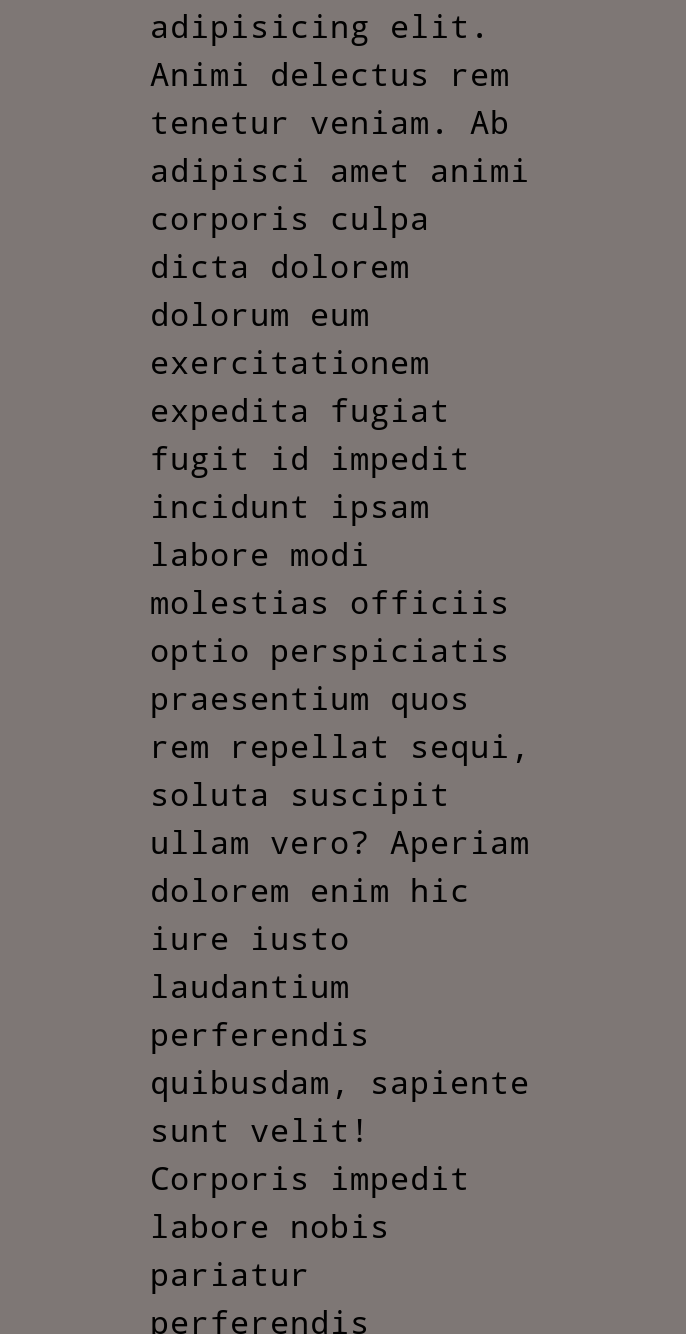 adipisicing elit.
Animi delectus rem
tenetur veniam. Ab
adipisci amet animi
corporis culpa
dicta dolorem
dolorum eum
exercitationem
expedita fugiat
fugit id impedit
incidunt ipsam
labore modi
molestias officiis
optio perspiciatis
praesentium quos
rem repellat sequi,
soluta suscipit
ullam vero? Aperiam
dolorem enim hic
iure iusto
laudantium
perferendis
quibusdam, sapiente
sunt velit!
Corporis impedit
labore nobis
pariatur
perferendis